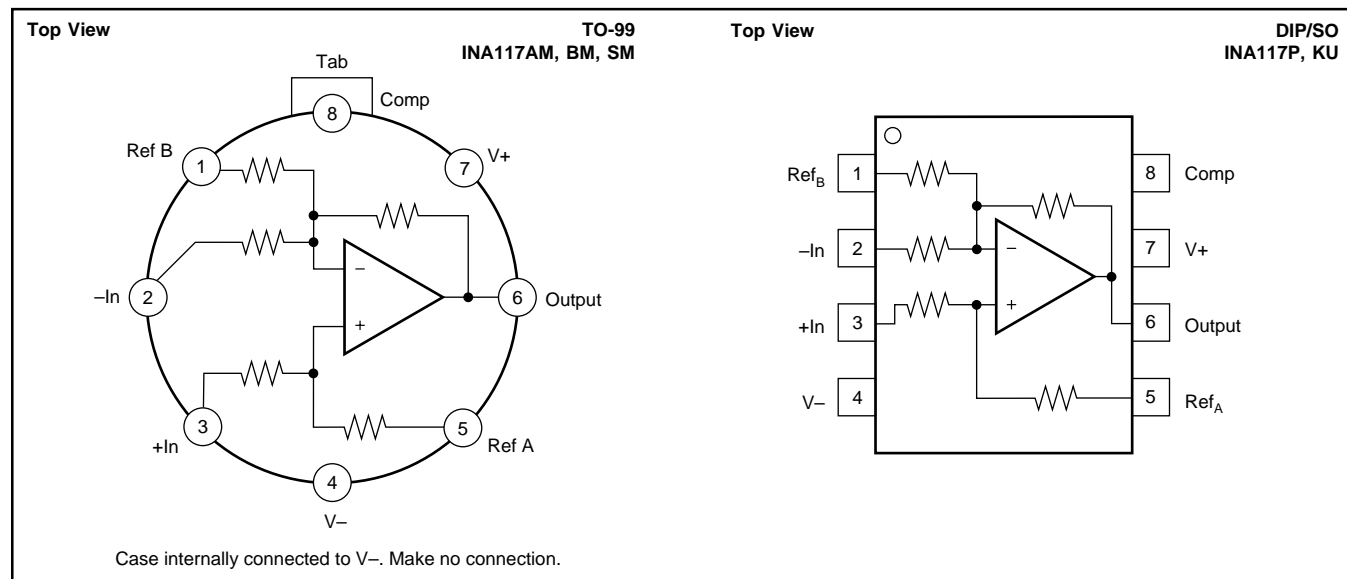 Top View
TO-99
INA117AM, BM, SM
Tab
8
Comp
Ref B
1
7
V+
–In
2
–
6
Output
+
3
+In
5
Ref A
4
V–
Case internally connected to V–. Make no connection.
Top View
DIP/SO
INA117P, KU
RefB
1
8
Comp
–In
2
–
7
V+
+In
3
+
6
Output
V–
4
5
RefA